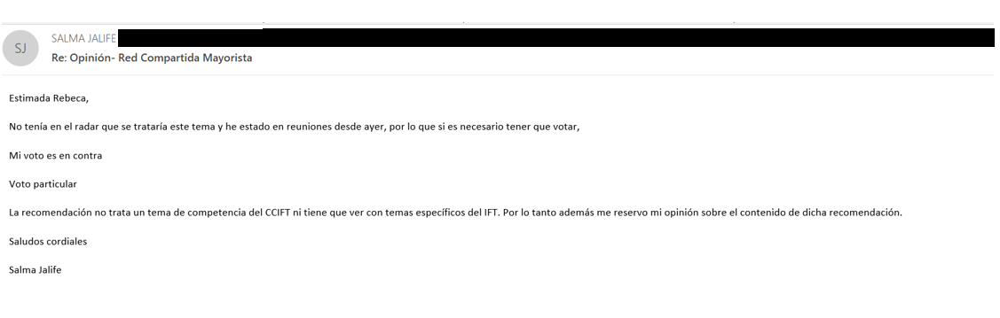 SJ
SALMA JALIFE
Re: Opinión- Red Compartida Mayorista
Estimada Rebeca,
No tenía en el radar que se trataría este tema y he estado en reuniones desde ayer, por lo que si es necesario tener que votar,
Mi voto es en contra
Voto particular
La recomendación no trata un tema de competencia del CCIFT ni tiene que ver con temas específicos del IFT. Por lo tanto además me reservo mi opinión sobre el contenido de dicha recomendación.
Saludos cordiales
Salma Jalife